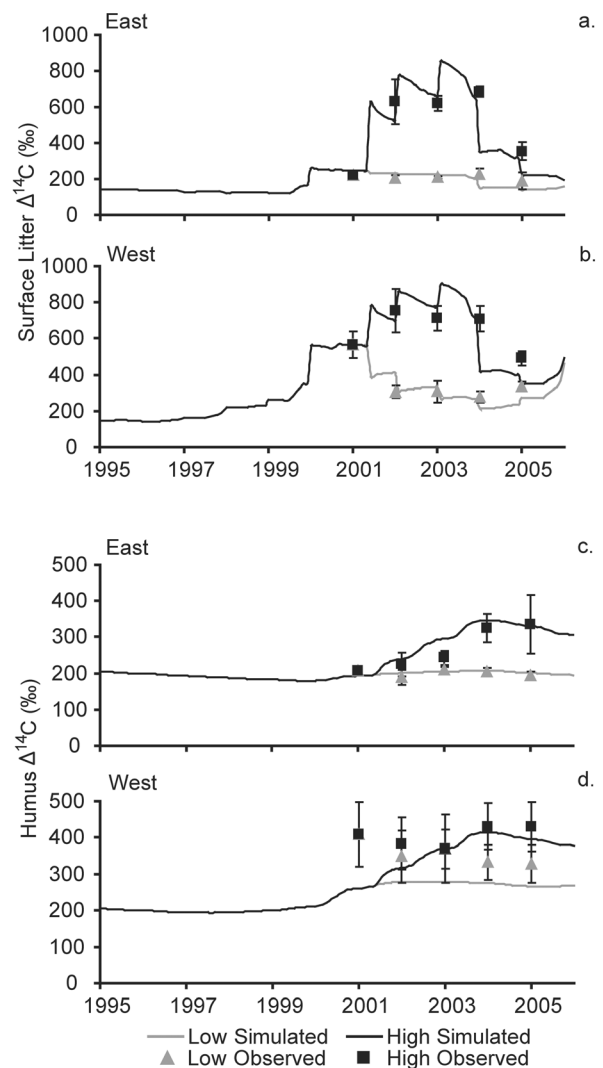 East
a.
1000
800
600
400
200
0
West
b.
1000
800
600
400
200
0
Surface Litter Δ¹⁴C (‰)
1995 1997 1999 2001 2003 2005
East
c.
500
400
300
200
100
0
West
d.
500
400
300
200
100
0
Humus Δ¹⁴C (‰)
1995 1997 1999 2001 2003 2005
Low Simulated High Simulated
Low Observed High Observed